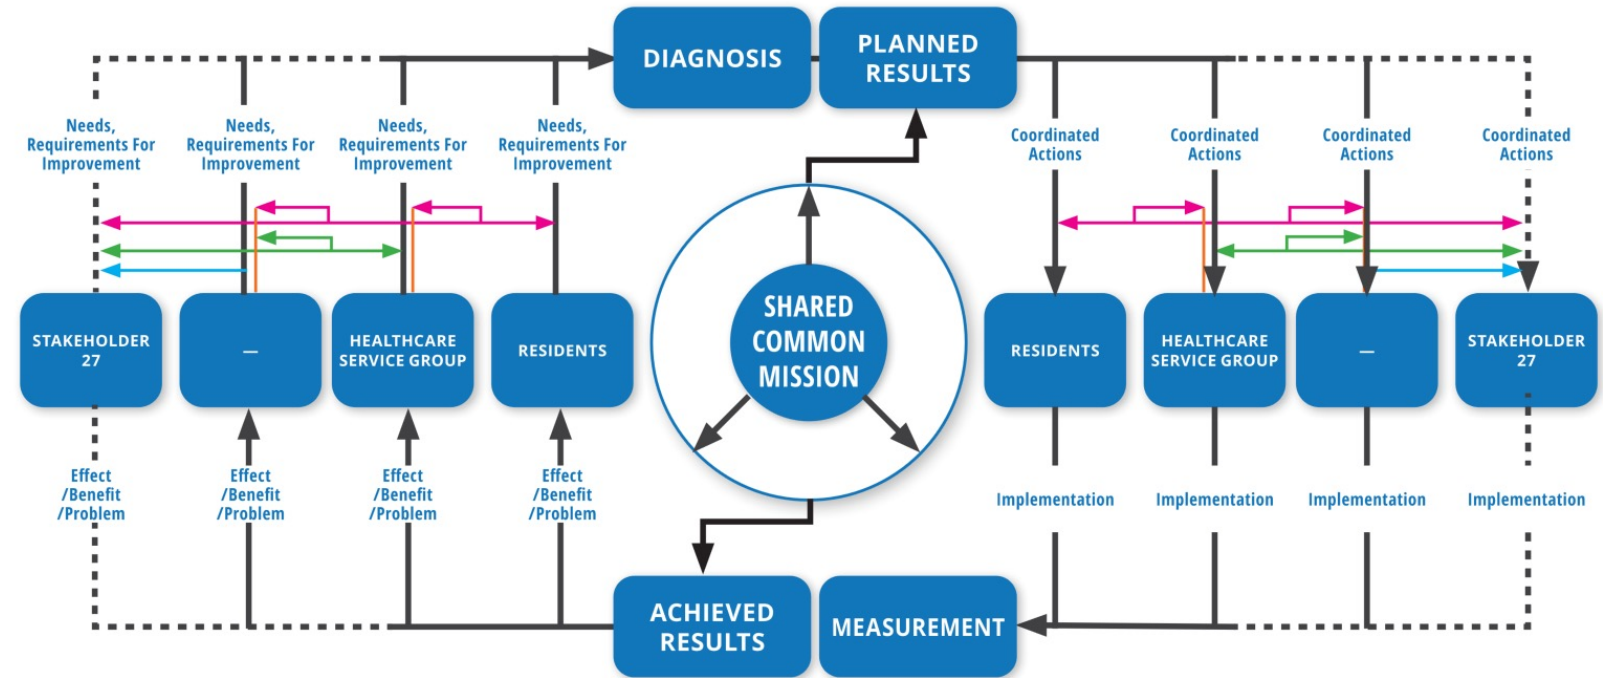 DIAGNOSIS
PLANNED
RESULTS
Needs,
Requirements For
Improvement
Needs,
Requirements For
Improvement
Needs,
Requirements For
Improvement
Needs,
Requirements For
Improvement
Coordinated
Actions
Coordinated
Actions
Coordinated
Actions
Coordinated
Actions
STAKEHOLDER
27
—
HEALTHCARE
SERVICE GROUP
RESIDENTS
SHARED
COMMON
MISSION
RESIDENTS
HEALTHCARE
SERVICE GROUP
—
STAKEHOLDER
27
Effect
/Benefit
/Problem
Effect
/Benefit
/Problem
Effect
/Benefit
/Problem
Effect
/Benefit
/Problem
Implementation
Implementation
Implementation
Implementation
ACHIEVED
RESULTS
MEASUREMENT